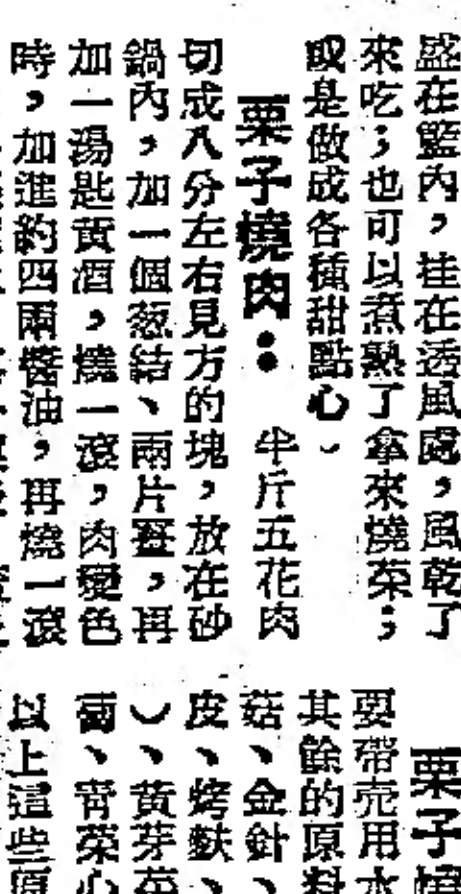 盛在籃內，挂在透風處，風乾了
來吃；也可以煮熟了拿來燒菜；
或是做成各種甜點心。
栗子燒肉：半斤五花肉
切成八分左右見方的塊，放在砂
鍋內，加一個葱結、兩片薑，再
加一湯匙黃酒，燒一滾，肉變色
時，加進約四兩醬油，再燒一滾
栗子燒
要帶壳用水
其餘的原料
菇、金針、
皮、烤麩、
）、黃芽菜
蔔、青菜心
以上這些原